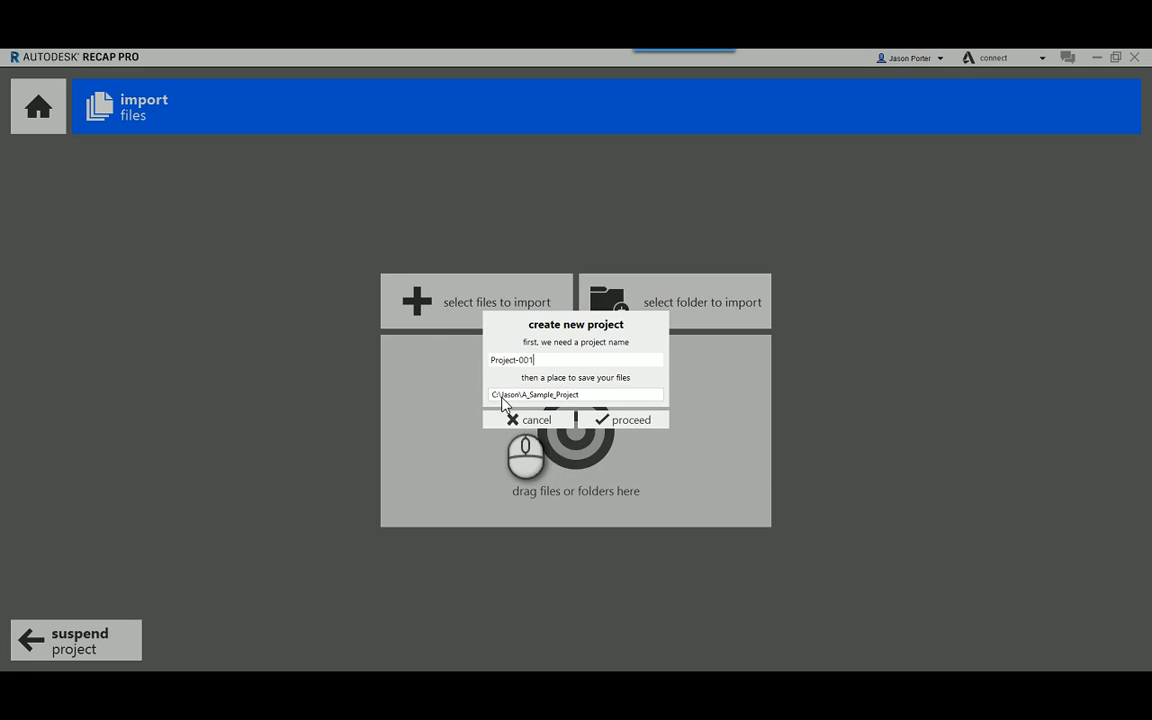 R AUTODESK® RECAP PRO
Jason Porter
connect
import
files
select files to import
select folder to import
create new project
first, we need a project name
Project-001
then a place to save your files
C:\Jason\A_Sample_Project
cancel
proceed
drag files or folders here
suspend
project